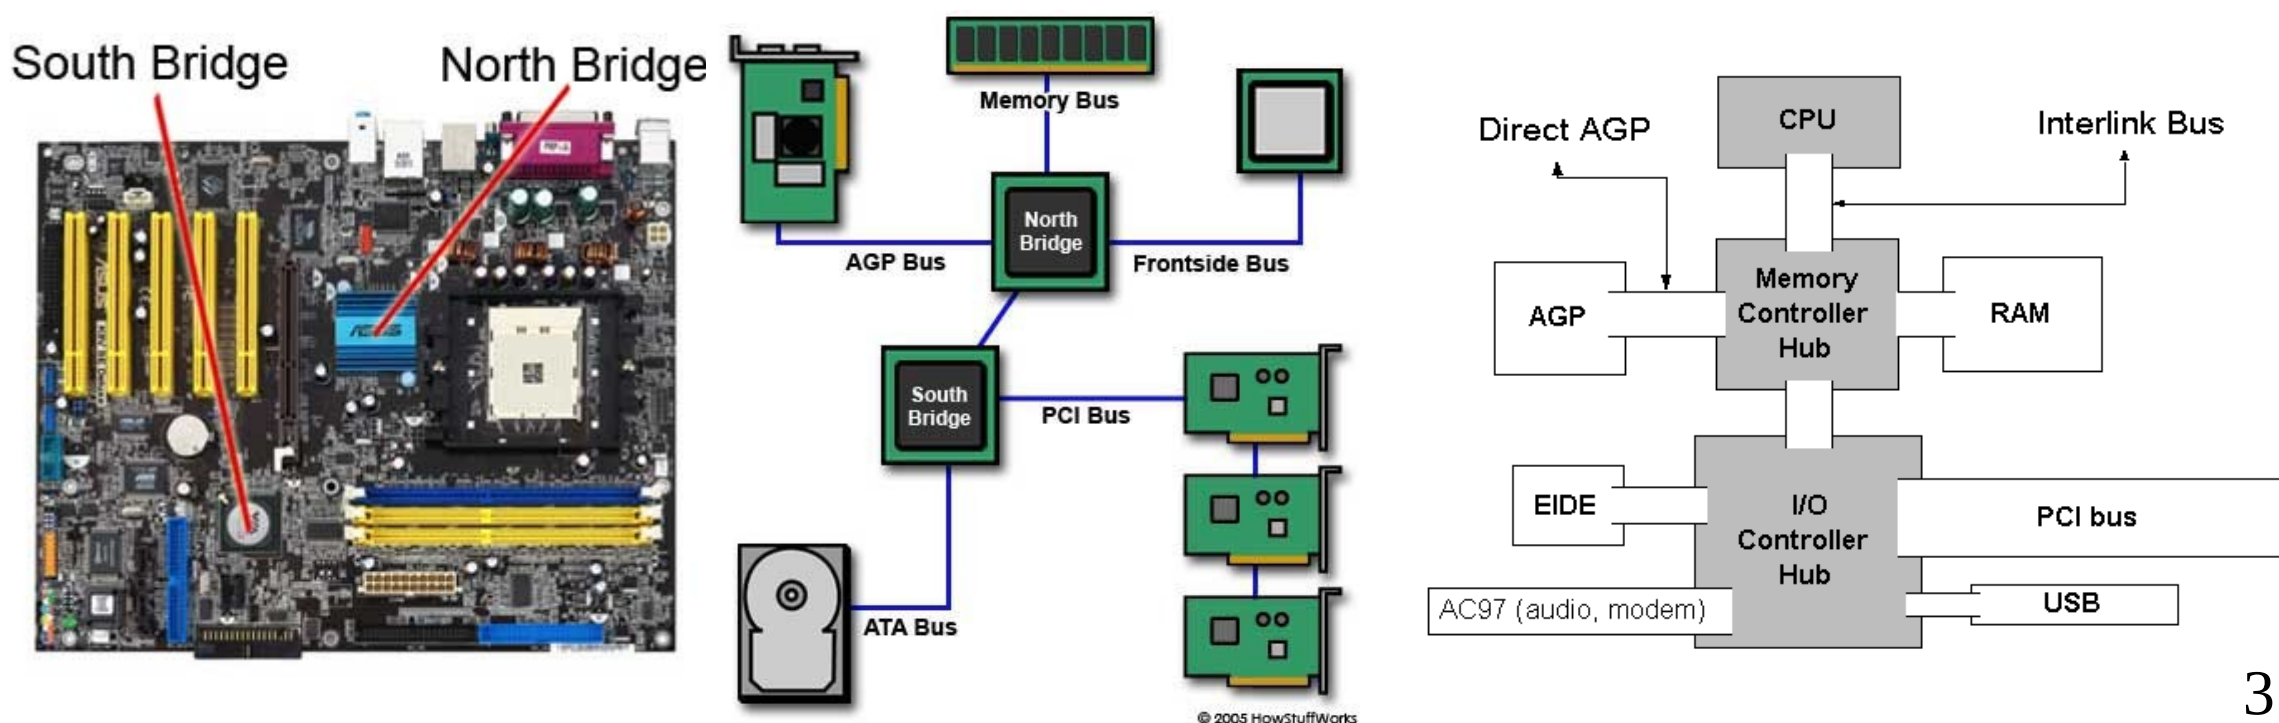 South Bridge
North Bridge
ASUS
Memory Bus
North
Bridge
AGP Bus
Frontside Bus
South
Bridge
PCI Bus
ATA Bus
© 2005 HowStuffWorks
CPU
Direct AGP
Interlink Bus
AGP
Memory
Controller
Hub
RAM
EIDE
I/O
Controller
Hub
PCI bus
AC97 (audio, modem)
USB
3